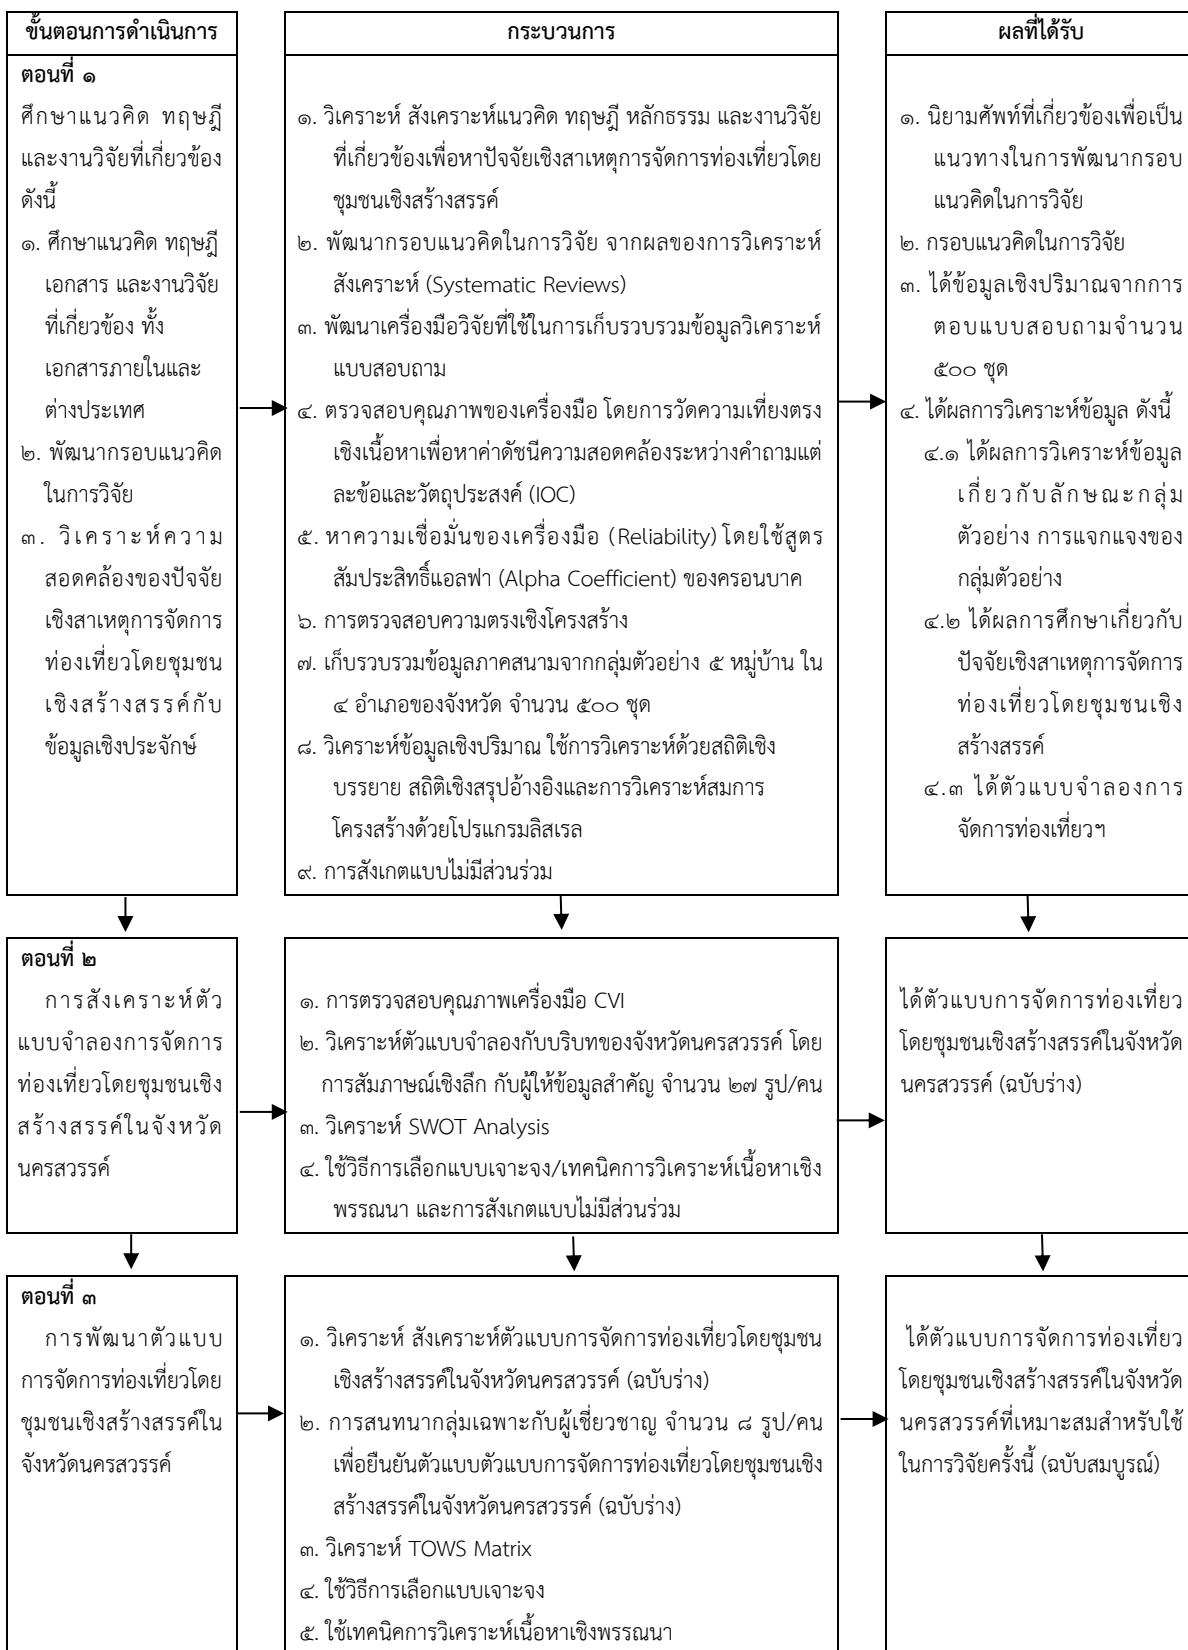 ขั้นตอนการดำเนินการ
กระบวนการ
ผลที่ได้รับ
ตอนที่ ๑
ศึกษาแนวคิด ทฤษฎี
และงานวิจัยที่เกี่ยวข้อง
ดังนี้
๑. ศึกษาแนวคิด ทฤษฎี
เอกสาร และงานวิจัย
ที่เกี่ยวข้อง ทั้ง
เอกสารภายในและ
ต่างประเทศ
๒. พัฒนากรอบแนวคิด
ในการวิจัย
๓. วิเคราะห์ความ
สอดคล้องของปัจจัย
เชิงสาเหตุการจัดการ
ท่องเที่ยวโดยชุมชน
เชิงสร้างสรรค์กับ
ข้อมูลเชิงประจักษ์
๑. วิเคราะห์ สังเคราะห์แนวคิด ทฤษฎี หลักธรรม และงานวิจัย
ที่เกี่ยวข้องเพื่อหาปัจจัยเชิงสาเหตุการจัดการท่องเที่ยวโดย
ชุมชนเชิงสร้างสรรค์
๒. พัฒนากรอบแนวคิดในการวิจัย จากผลของการวิเคราะห์
สังเคราะห์ (Systematic Reviews)
๓. พัฒนาเครื่องมือวิจัยที่ใช้ในการเก็บรวบรวมข้อมูลวิเคราะห์
แบบสอบถาม
๔. ตรวจสอบคุณภาพของเครื่องมือ โดยการวัดความเที่ยงตรง
เชิงเนื้อหาเพื่อหาค่าดัชนีความสอดคล้องระหว่างคำถามแต่
ละข้อและวัตถุประสงค์ (IOC)
๕. หาความเชื่อมั่นของเครื่องมือ (Reliability) โดยใช้สูตร
สัมประสิทธิ์แอลฟา (Alpha Coefficient) ของครอนบาค
๖. การตรวจสอบความตรงเชิงโครงสร้าง
๗. เก็บรวบรวมข้อมูลภาคสนามจากกลุ่มตัวอย่าง ๕ หมู่บ้าน ใน
๔ อำเภอของจังหวัด จำนวน ๕๐๐ ชุด
๘. วิเคราะห์ข้อมูลเชิงปริมาณ ใช้การวิเคราะห์ด้วยสถิติเชิง
บรรยาย สถิติเชิงสรุปอ้างอิงและการวิเคราะห์สมการ
โครงสร้างด้วยโปรแกรมลิสเรล
๙. การสังเกตแบบไม่มีส่วนร่วม
๑. นิยามศัพท์ที่เกี่ยวข้องเพื่อเป็น
แนวทางในการพัฒนากรอบ
แนวคิดในการวิจัย
๒. กรอบแนวคิดในการวิจัย
๓. ได้ข้อมูลเชิงปริมาณจากการ
ตอบแบบสอบถามจำนวน
๕๐๐ ชุด
๔. ได้ผลการวิเคราะห์ข้อมูล ดังนี้
๔.๑ ได้ผลการวิเคราะห์ข้อมูล
เกี่ยวกับลักษณะกลุ่ม
ตัวอย่าง การแจกแจงของ
กลุ่มตัวอย่าง
๔.๒ ได้ผลการศึกษาเกี่ยวกับ
ปัจจัยเชิงสาเหตุการจัดการ
ท่องเที่ยวโดยชุมชนเชิง
สร้างสรรค์
๔.๓ ได้ตัวแบบจำลองการ
จัดการท่องเที่ยวฯ
ตอนที่ ๒
การสังเคราะห์ตัว
แบบจำลองการจัดการ
ท่องเที่ยวโดยชุมชนเชิง
สร้างสรรค์ในจังหวัด
นครสวรรค์
๑. การตรวจสอบคุณภาพเครื่องมือ CVI
๒. วิเคราะห์ตัวแบบจำลองกับบริบทของจังหวัดนครสวรรค์ โดย
การสัมภาษณ์เชิงลึก กับผู้ให้ข้อมูลสำคัญ จำนวน ๒๗ รูป/คน
๓. วิเคราะห์ SWOT Analysis
๔. ใช้วิธีการเลือกแบบเจาะจง/เทคนิคการวิเคราะห์เนื้อหาเชิง
พรรณนา และการสังเกตแบบไม่มีส่วนร่วม
ได้ตัวแบบการจัดการท่องเที่ยว
โดยชุมชนเชิงสร้างสรรค์ในจังหวัด
นครสวรรค์ (ฉบับร่าง)
ตอนที่ ๓
การพัฒนาตัวแบบ
การจัดการท่องเที่ยวโดย
ชุมชนเชิงสร้างสรรค์ใน
จังหวัดนครสวรรค์
๑. วิเคราะห์ สังเคราะห์ตัวแบบการจัดการท่องเที่ยวโดยชุมชน
เชิงสร้างสรรค์ในจังหวัดนครสวรรค์ (ฉบับร่าง)
๒. การสนทนากลุ่มเฉพาะกับผู้เชี่ยวชาญ จำนวน ๘ รูป/คน
เพื่อยืนยันตัวแบบตัวแบบการจัดการท่องเที่ยวโดยชุมชนเชิง
สร้างสรรค์ในจังหวัดนครสวรรค์ (ฉบับร่าง)
๓. วิเคราะห์ TOWS Matrix
๔. ใช้วิธีการเลือกแบบเจาะจง
๕. ใช้เทคนิคการวิเคราะห์เนื้อหาเชิงพรรณนา
ได้ตัวแบบการจัดการท่องเที่ยว
โดยชุมชนเชิงสร้างสรรค์ในจังหวัด
นครสวรรค์ที่เหมาะสมสำหรับใช้
ในการวิจัยครั้งนี้ (ฉบับสมบูรณ์)